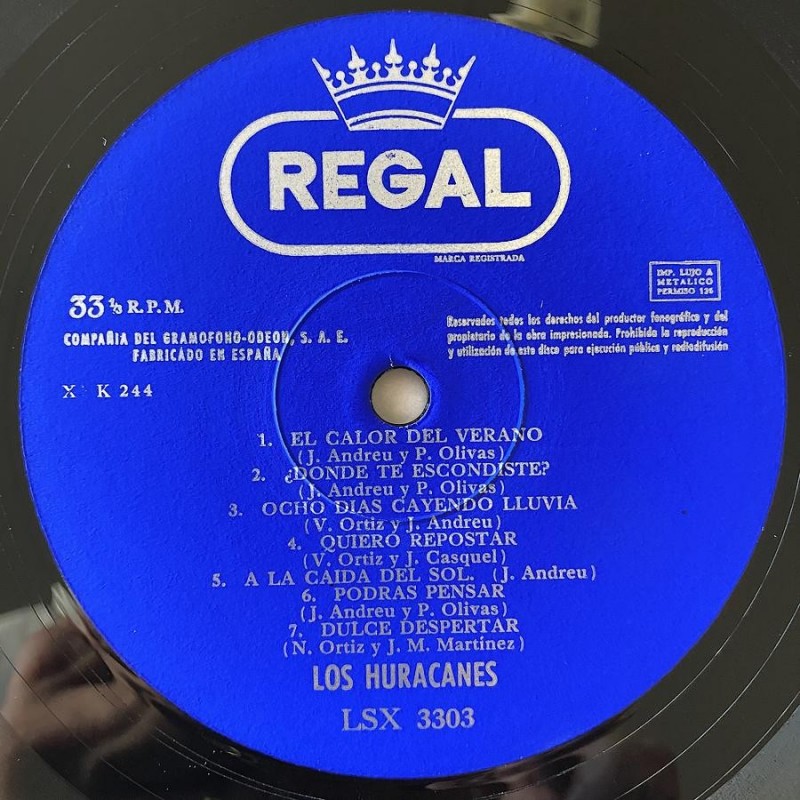 REGAL
MARCA REGISTRADA
IMP. LUJO A
METALICO
PERMISO 126
33 ⅓ R.P.M.
COMPAÑIA DEL GRAMOFONO-ODEON, S. A. E.
FABRICADO EN ESPAÑA
X K 244
Reservados todos los derechos del productor fonográfico y del
propietario de la obra impresionada. Prohibida la reproducción
y utilización de este disco para ejecución pública y radiodifusión
1. EL CALOR DEL VERANO
(J. Andreu y P. Olivas)
2. ¿DONDE TE ESCONDISTE?
(J. Andreu y P. Olivas)
3. OCHO DIAS CAYENDO LLUVIA
(V. Ortiz y J. Andreu)
4. QUIERO REPOSTAR
(V. Ortiz y J. Casquel)
5. A LA CAIDA DEL SOL. (J. Andreu)
6. PODRAS PENSAR
(J. Andreu y P. Olivas)
7. DULCE DESPERTAR
(N. Ortiz y J. M. Martínez)
LOS HURACANES
LSX 3303